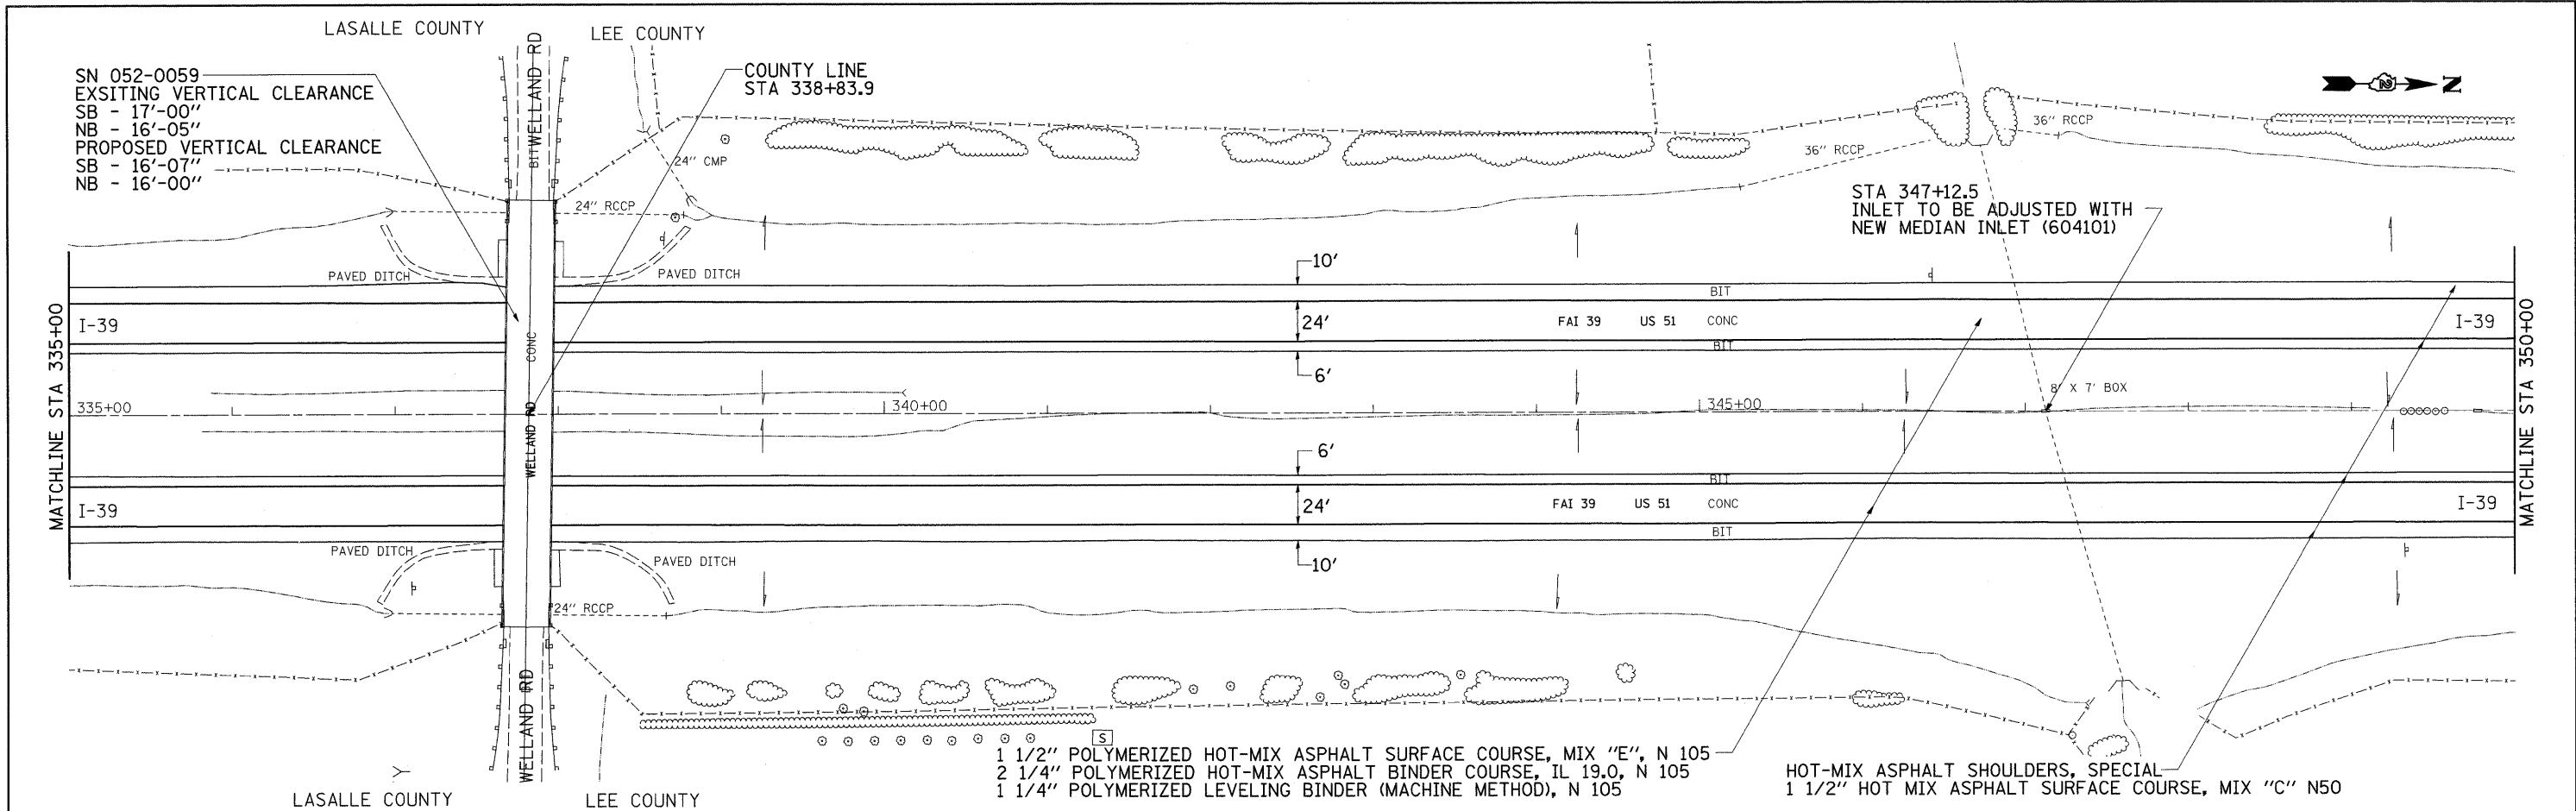 LASALLE COUNTY
LEE COUNTY
WELLAND RD
BIT
SN 052-0059
EXSITING VERTICAL CLEARANCE
SB - 17'-00"
NB - 16'-05"
PROPOSED VERTICAL CLEARANCE
SB - 16'-07"
NB - 16'-00"
COUNTY LINE
STA 338+83.9
N
24" CMP
36" RCCP
36" RCCP
24" RCCP
STA 347+12.5
INLET TO BE ADJUSTED WITH
NEW MEDIAN INLET (604101)
PAVED DITCH
PAVED DITCH
10'
BIT
MATCHLINE STA 335+00
I-39
CONC
24'
FAI 39 US 51 CONC
I-39
MATCHLINE STA 350+00
BIT
6'
8' X 7' BOX
335+00
340+00
345+00
WELLAND RD
6'
BIT
I-39
24'
FAI 39 US 51 CONC
I-39
BIT
PAVED DITCH
PAVED DITCH
10'
24" RCCP
WELLAND RD
S
1 1/2" POLYMERIZED HOT-MIX ASPHALT SURFACE COURSE, MIX "E", N 105
2 1/4" POLYMERIZED HOT-MIX ASPHALT BINDER COURSE, IL 19.0, N 105
1 1/4" POLYMERIZED LEVELING BINDER (MACHINE METHOD), N 105
HOT-MIX ASPHALT SHOULDERS, SPECIAL
1 1/2" HOT MIX ASPHALT SURFACE COURSE, MIX "C" N50
LASALLE COUNTY
LEE COUNTY